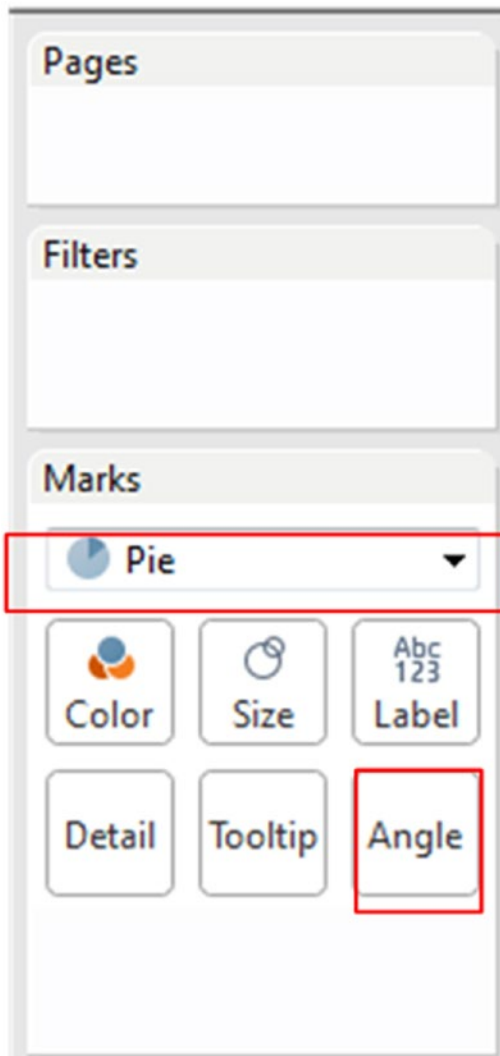 Pages
Filters
Marks
Pie
Abc
123
Color Size Label
Detail Tooltip Angle